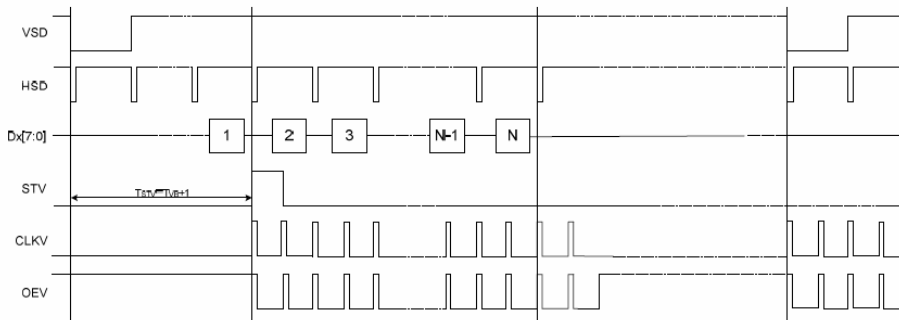 VSD
HSD
Dx[7:0]
1
2
3
N-1
N
STV
TSTV=TVB+1
CLKV
OEV